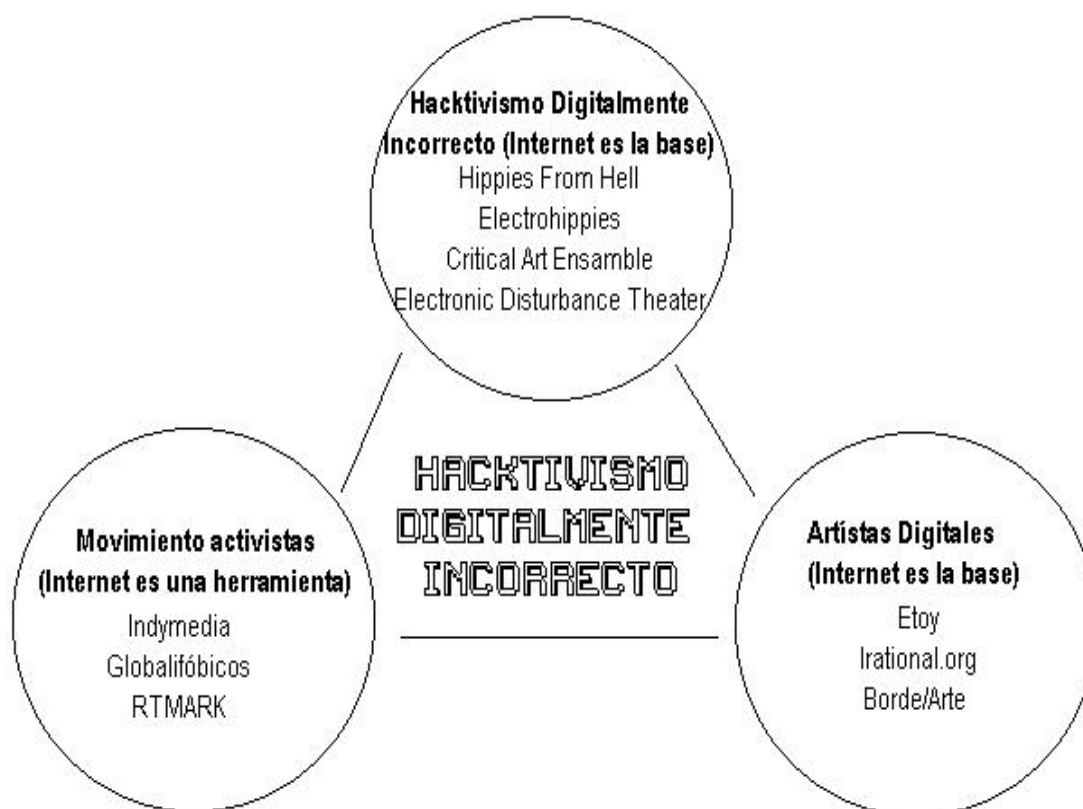 Hacktivismo Digitalmente
Incorrecto (Internet es la base)
Hippies From Hell
Electrohippies
Critical Art Ensamble
Electronic Disturbance Theater
HACKTIVISMO
DIGITALMENTE
INCORRECTO
Movimiento activistas
(Internet es una herramienta)
Indymedia
Globalifóbicos
RTMARK
Artistas Digitales
(Internet es la base)
Etoy
Irational.org
Borde/Arte